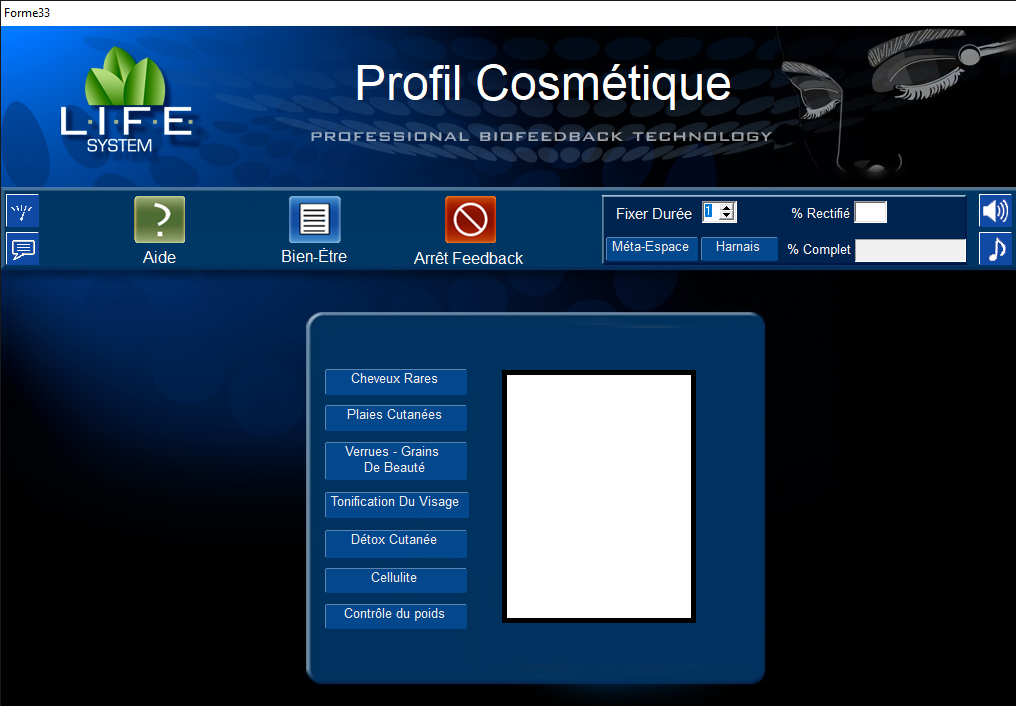 Forme33
Profil Cosmétique
L·I·F·E·
SYSTEM
PROFESSIONAL BIOFEEDBACK TECHNOLOGY
?
Aide
Bien-Être
Arrêt Feedback
Fixer Durée 1
% Rectifié
Méta-Espace
Harnais
% Complet
Cheveux Rares
Plaies Cutanées
Verrues - Grains
De Beauté
Tonification Du Visage
Détox Cutanée
Cellulite
Contrôle du poids